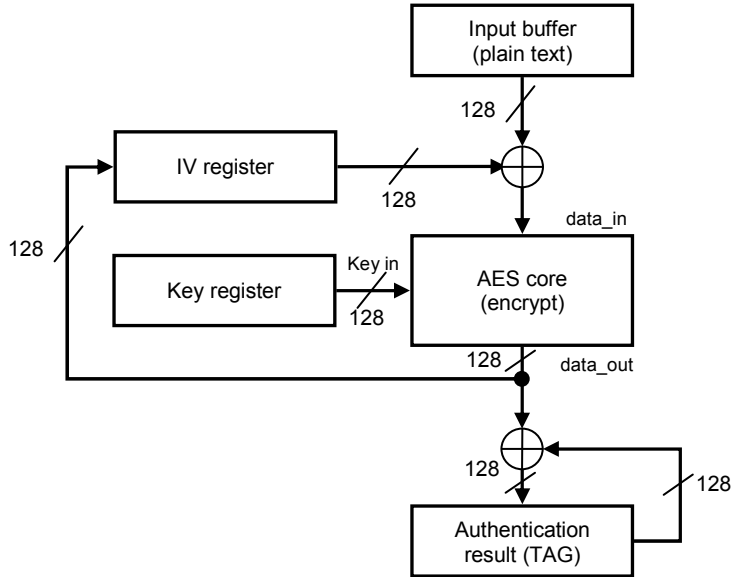 Input buffer
(plain text)
128
IV register
128
128
data_in
Key in
Key register
128
AES core
(encrypt)
128
data_out
128
128
Authentication
result (TAG)